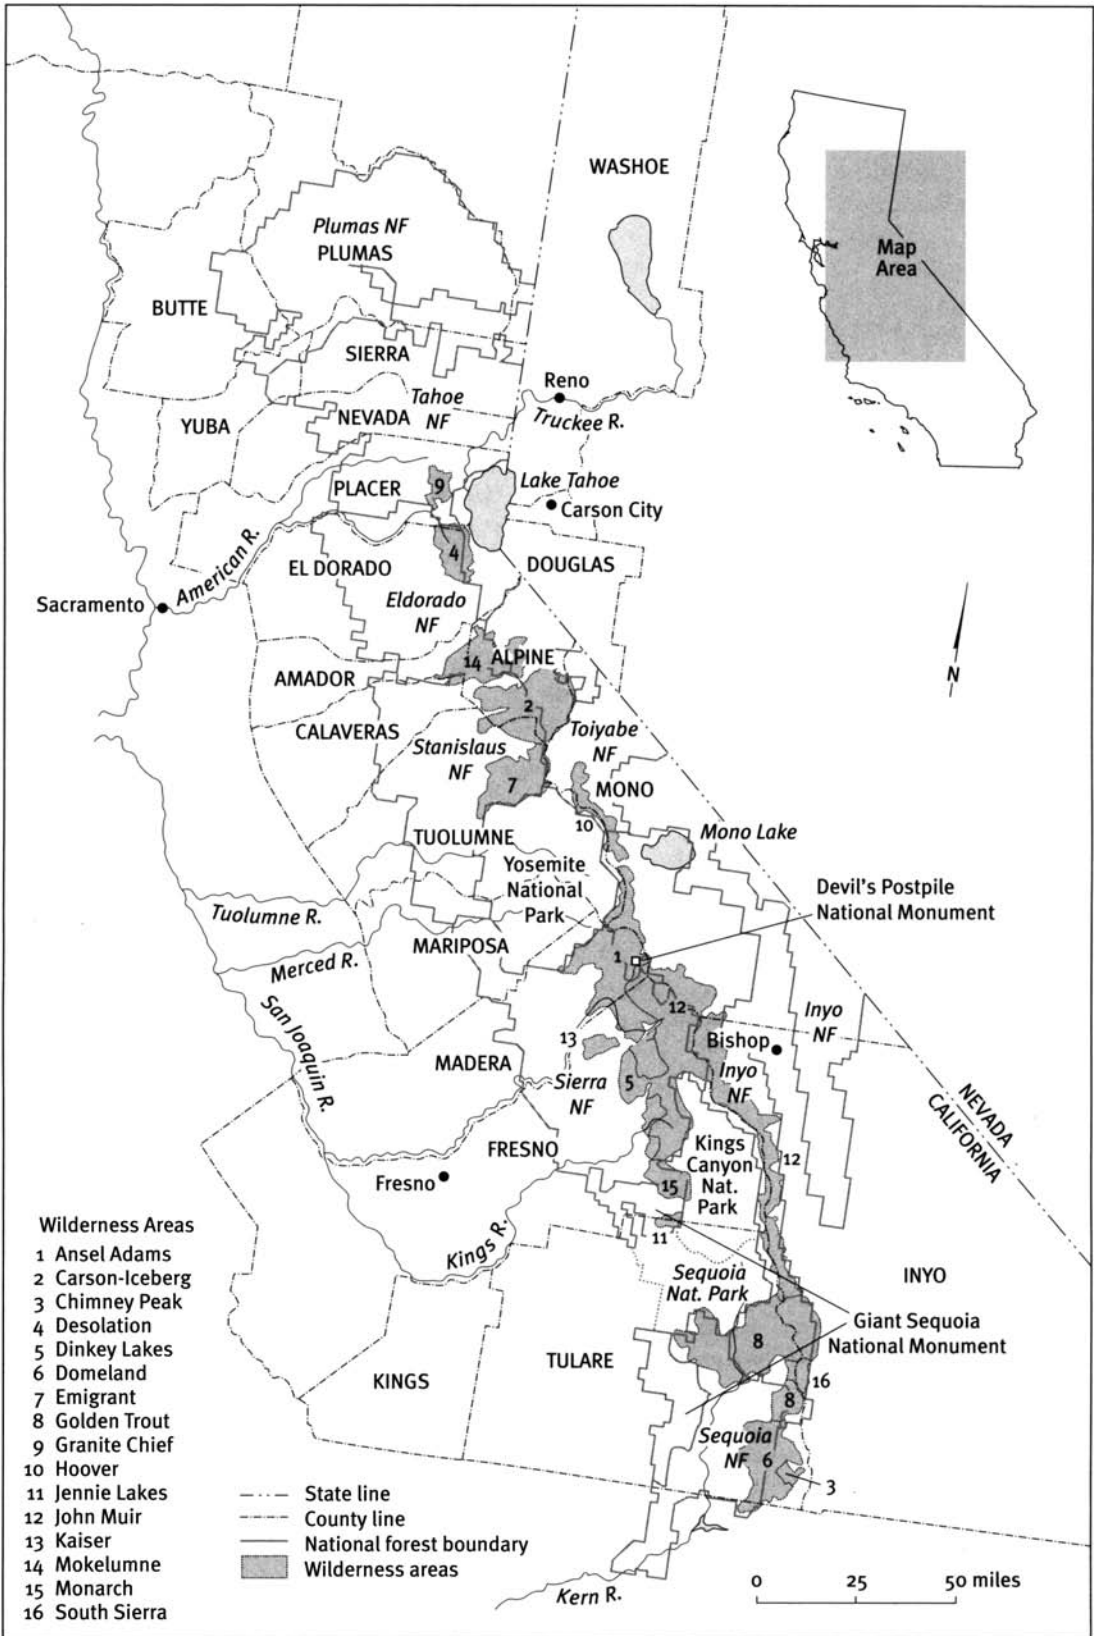 WASHOE
Plumas NF
PLUMAS
Map
Area
BUTTE
SIERRA
Reno
Tahoe
NF
NEVADA
Truckee R.
YUBA
Lake Tahoe
9
PLACER
Carson City
American R.
4
DOUGLAS
EL DORADO
Eldorado
NF
Sacramento
ALPINE
14
N
AMADOR
2
CALAVERAS
Toiyabe
NF
Stanislaus
NF
7
MONO
10
Mono Lake
TUOLUMNE
Yosemite
National
Park
Devil's Postpile
National Monument
Tuolumne R.
MARIPOSA
1
Merced R.
12
Inyo
NF
San Joaquin R.
13
Bishop
MADERA
Inyo
NF
Sierra
NF
5
NEVADA
CALIFORNIA
FRESNO
Kings
Canyon
Nat.
Park
12
Fresno
15
Kings R.
11
Sequoia
Nat. Park
INYO
Giant Sequoia
National Monument
8
TULARE
KINGS
16
8
Sequoia
NF
6
3
Wilderness Areas
1 Ansel Adams
2 Carson-Iceberg
3 Chimney Peak
4 Desolation
5 Dinkey Lakes
6 Domeland
7 Emigrant
8 Golden Trout
9 Granite Chief
10 Hoover
11 Jennie Lakes
12 John Muir
13 Kaiser
14 Mokelumne
15 Monarch
16 South Sierra
State line
County line
National forest boundary
Wilderness areas
Kern R.
0 25 50 miles